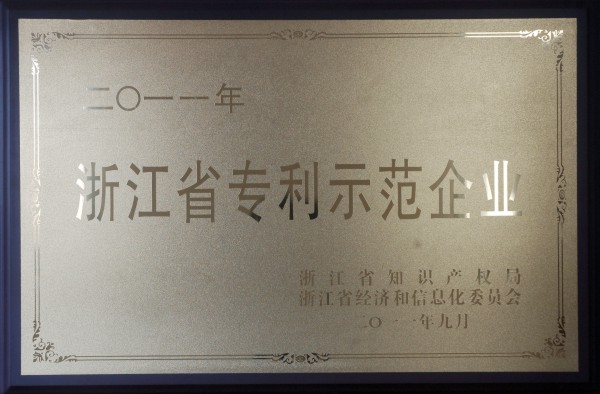 二〇一一年
浙江省专利示范企业
浙江省知识产权局
浙江省经济和信息化委员会
二〇一一年九月